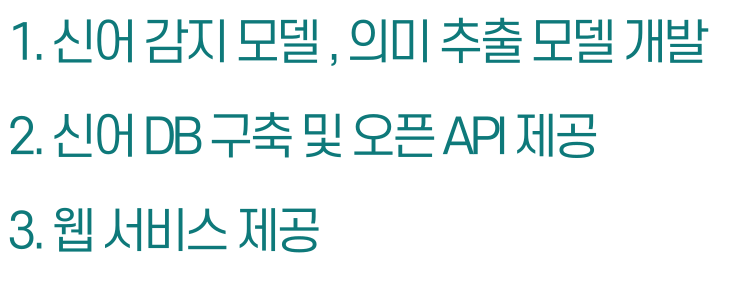 1. 신어 감지 모델 , 의미 추출 모델 개발
2. 신어 DB 구축 및 오픈 API 제공
3. 웹 서비스 제공